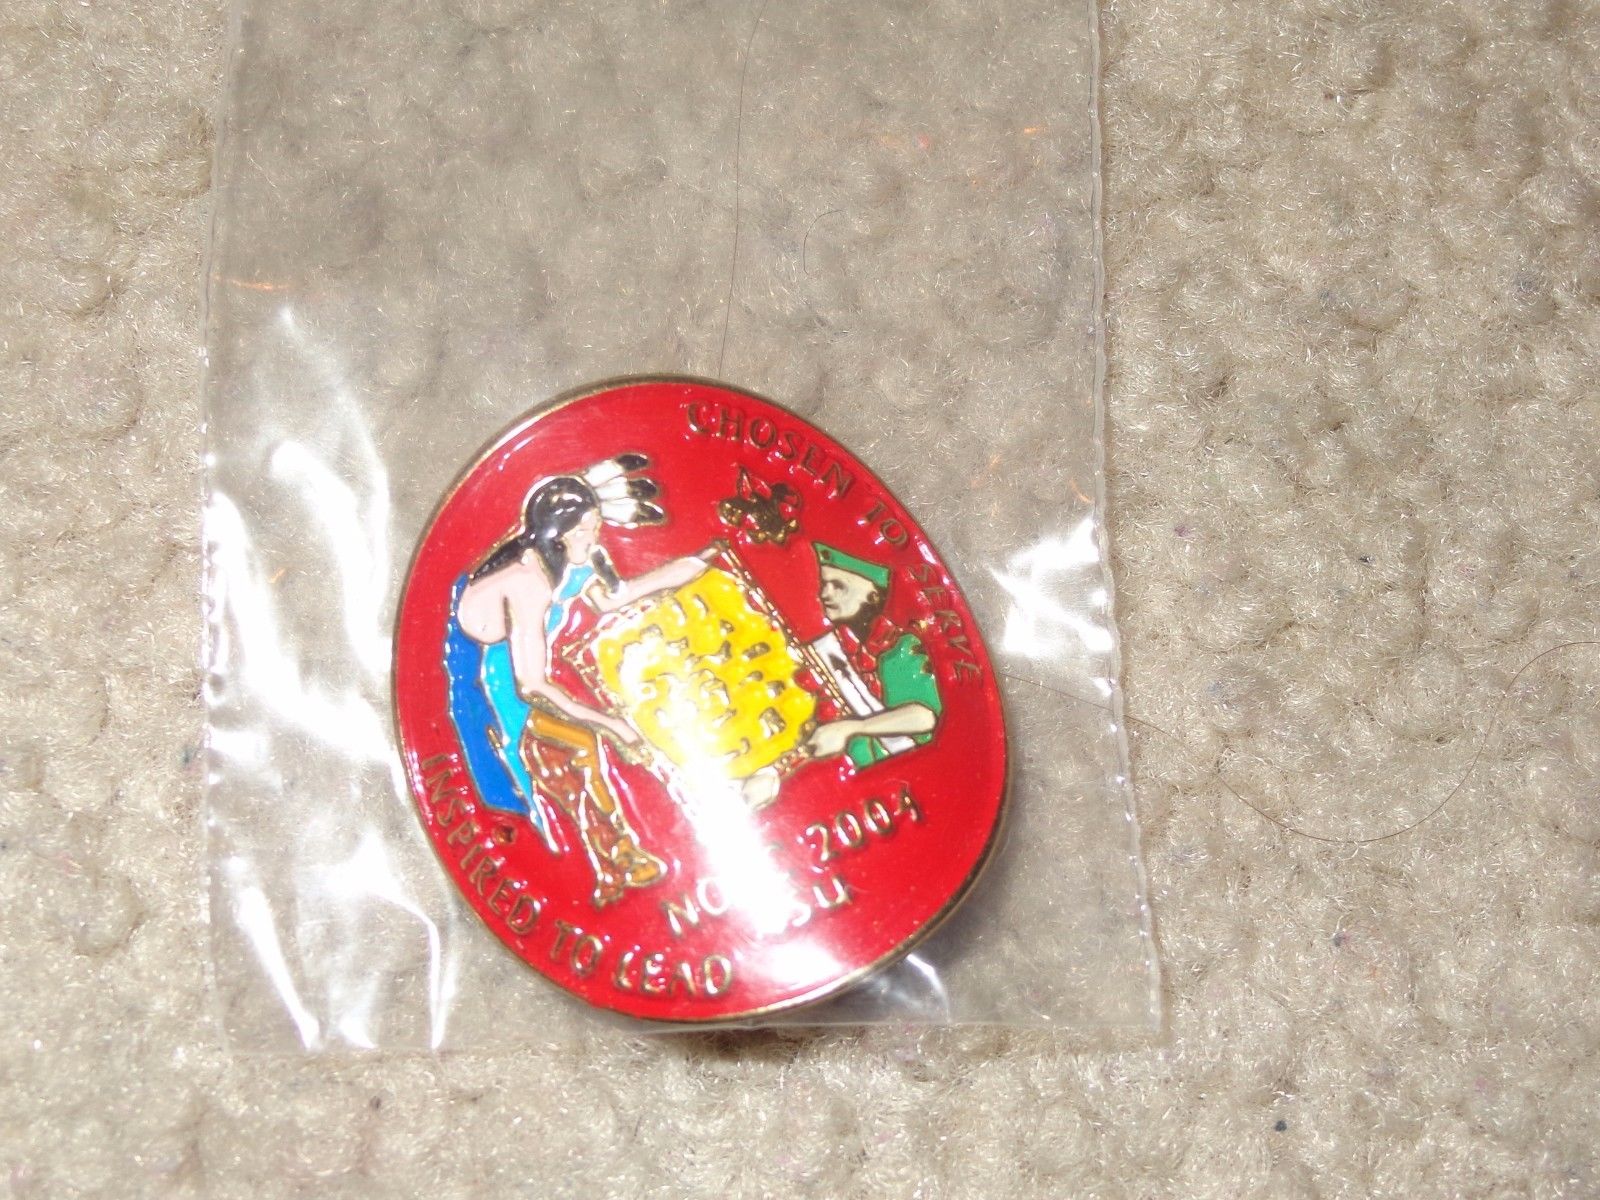 CHOSEN TO SERVE
2004
INSPIRED TO LEAD